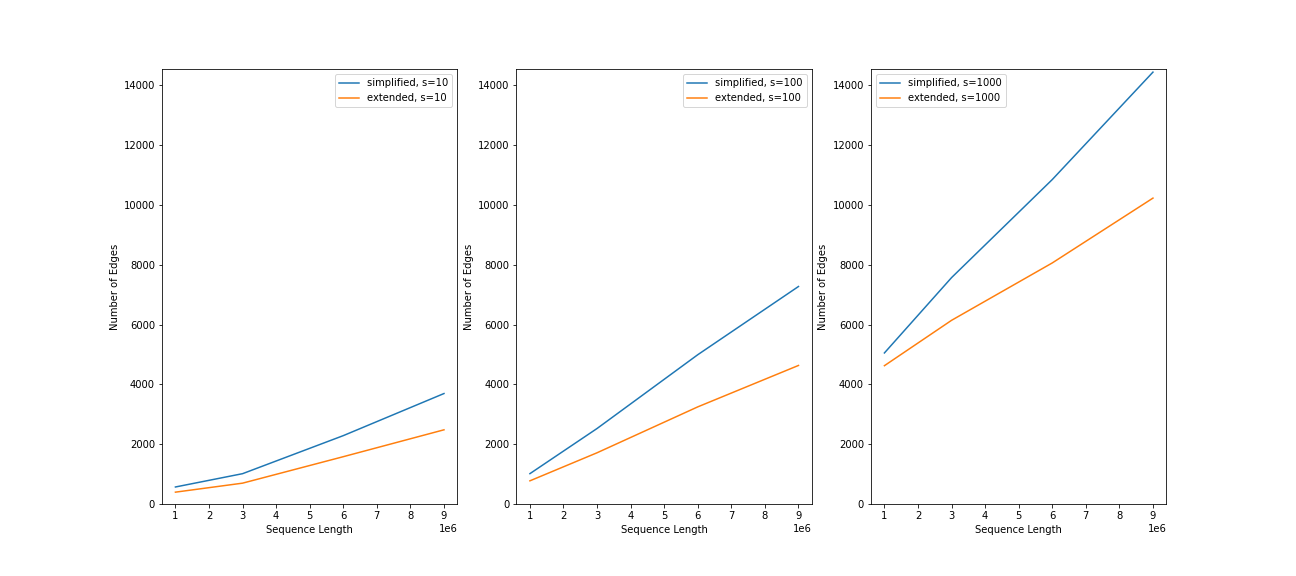 simplified, s=10
extended, s=10
14000
12000
10000
8000
6000
4000
2000
0
Number of Edges
1 2 3 4 5 6 7 8 9
1e6
Sequence Length
simplified, s=100
extended, s=100
14000
12000
10000
8000
6000
4000
2000
0
Number of Edges
1 2 3 4 5 6 7 8 9
1e6
Sequence Length
simplified, s=1000
extended, s=1000
14000
12000
10000
8000
6000
4000
2000
0
Number of Edges
1 2 3 4 5 6 7 8 9
1e6
Sequence Length